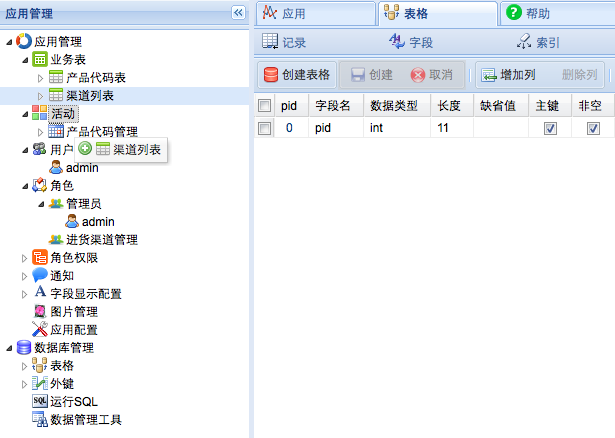 应用管理
应用管理
业务表
产品代码表
渠道列表
活动
产品代码管理
用户
渠道列表
admin
角色
管理员
admin
进货渠道管理
角色权限
通知
字段显示配置
图片管理
应用配置
数据库管理
表格
外键
SQL 运行SQL
数据管理工具
应用 表格 帮助
记录 字段 索引
创建表格 创建 取消 增加列 删除列
pid 字段名 数据类型 长度 缺省值 主键 非空
0 pid int 11